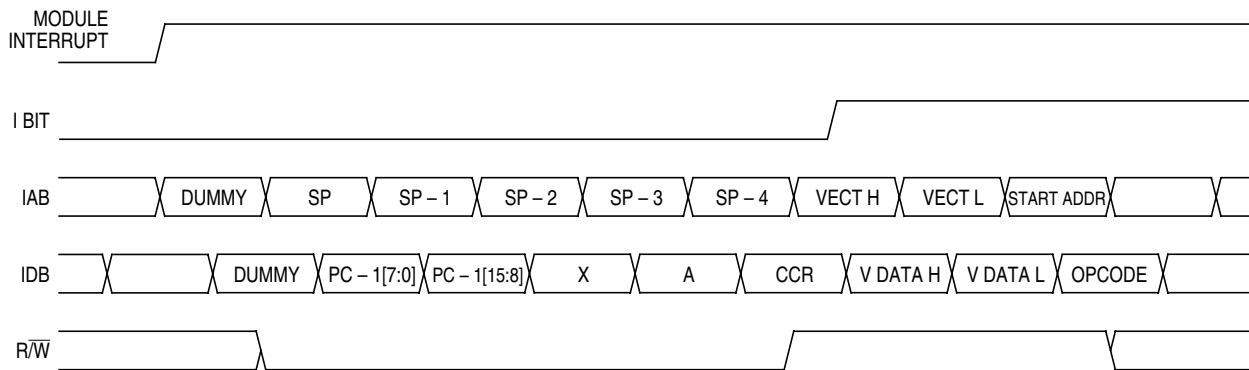 MODULE
INTERRUPT
I BIT
IAB DUMMY SP SP – 1 SP – 2 SP – 3 SP – 4 VECT H VECT L START ADDR
IDB DUMMY PC – 1[7:0] PC – 1[15:8] X A CCR V DATA H V DATA L OPCODE
R/W̅